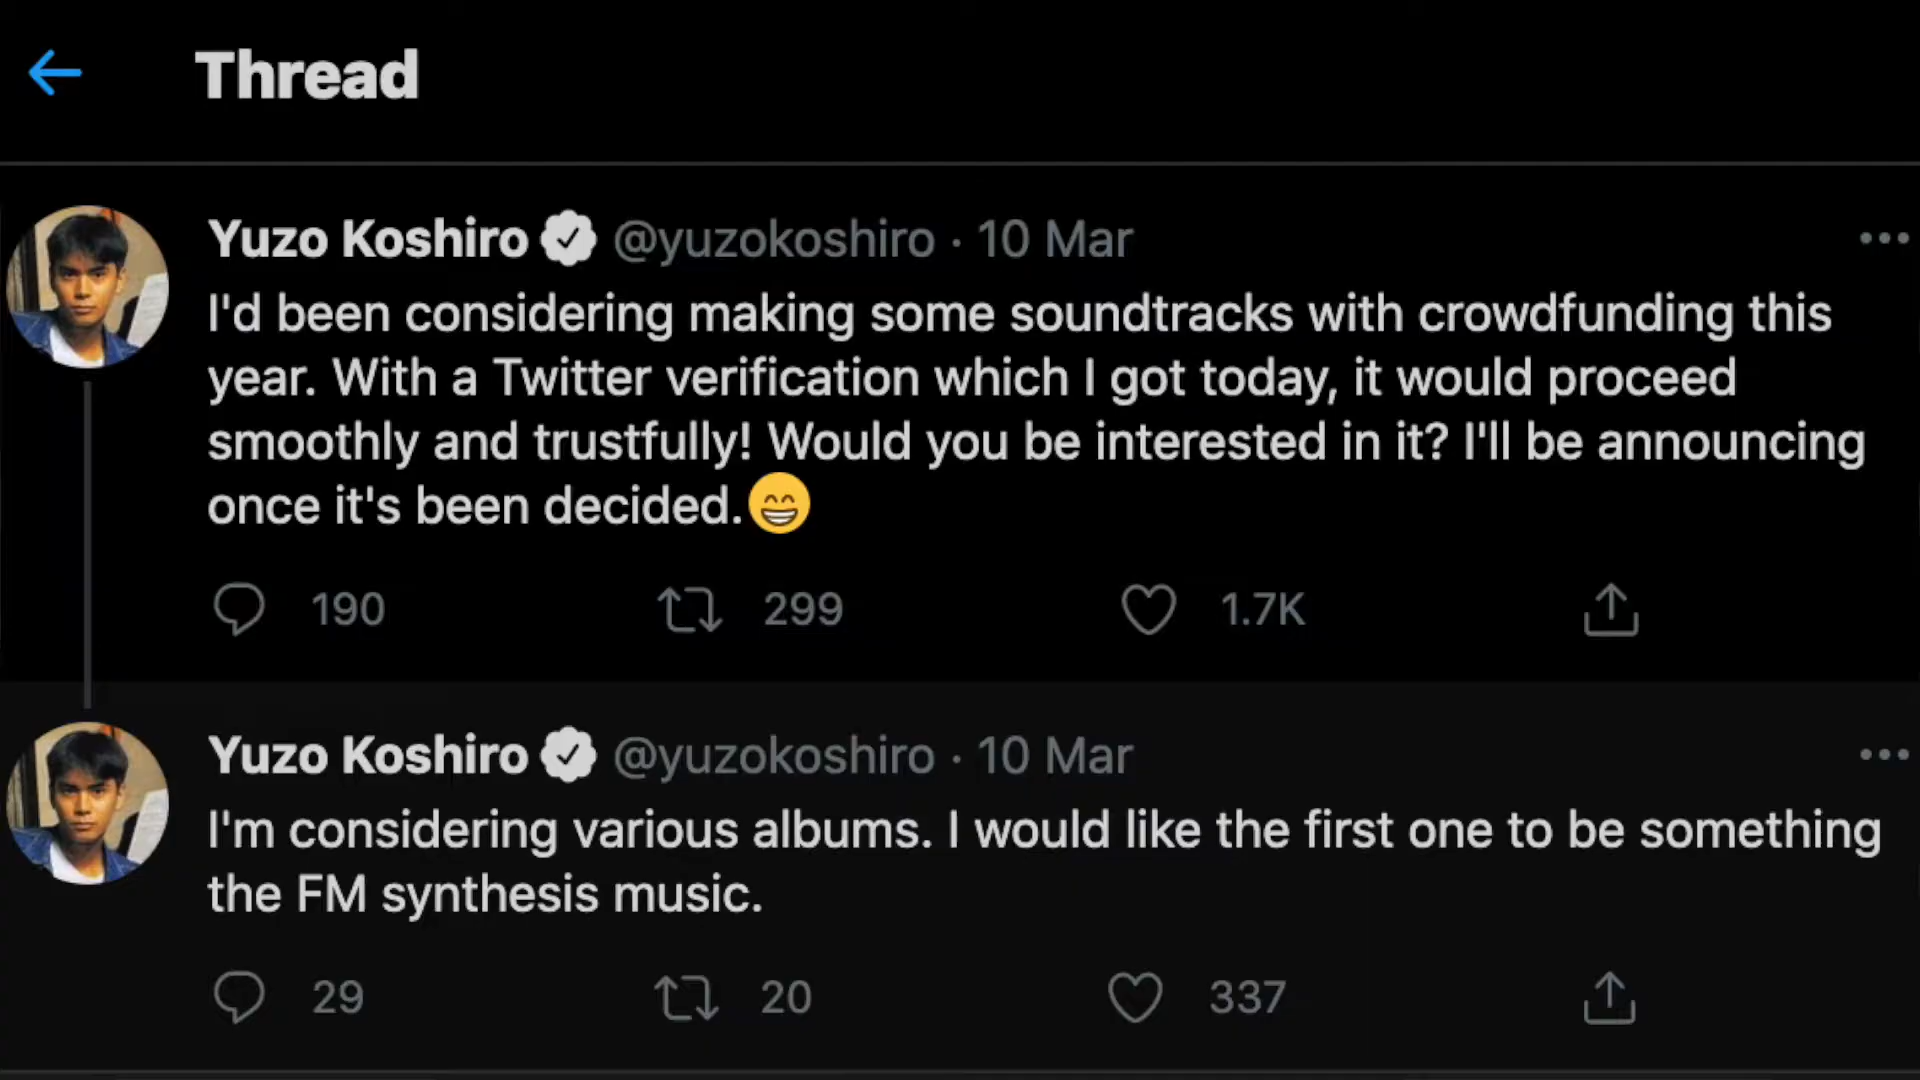 Thread
Yuzo Koshiro @yuzokoshiro · 10 Mar
I'd been considering making some soundtracks with crowdfunding this
year. With a Twitter verification which I got today, it would proceed
smoothly and trustfully! Would you be interested in it? I'll be announcing
once it's been decided.😁
190 299 1.7K
Yuzo Koshiro @yuzokoshiro · 10 Mar
I'm considering various albums. I would like the first one to be something
the FM synthesis music.
29 20 337